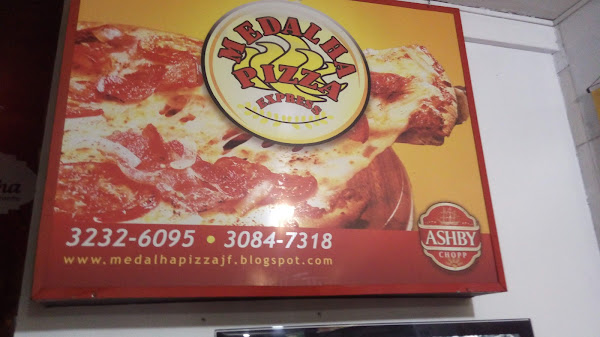 MEDALHA
PIZZA
EXPRESS
3232-6095 • 3084-7318
www.medalhapizzajf.blogspot.com
ASHBY
CHOPP